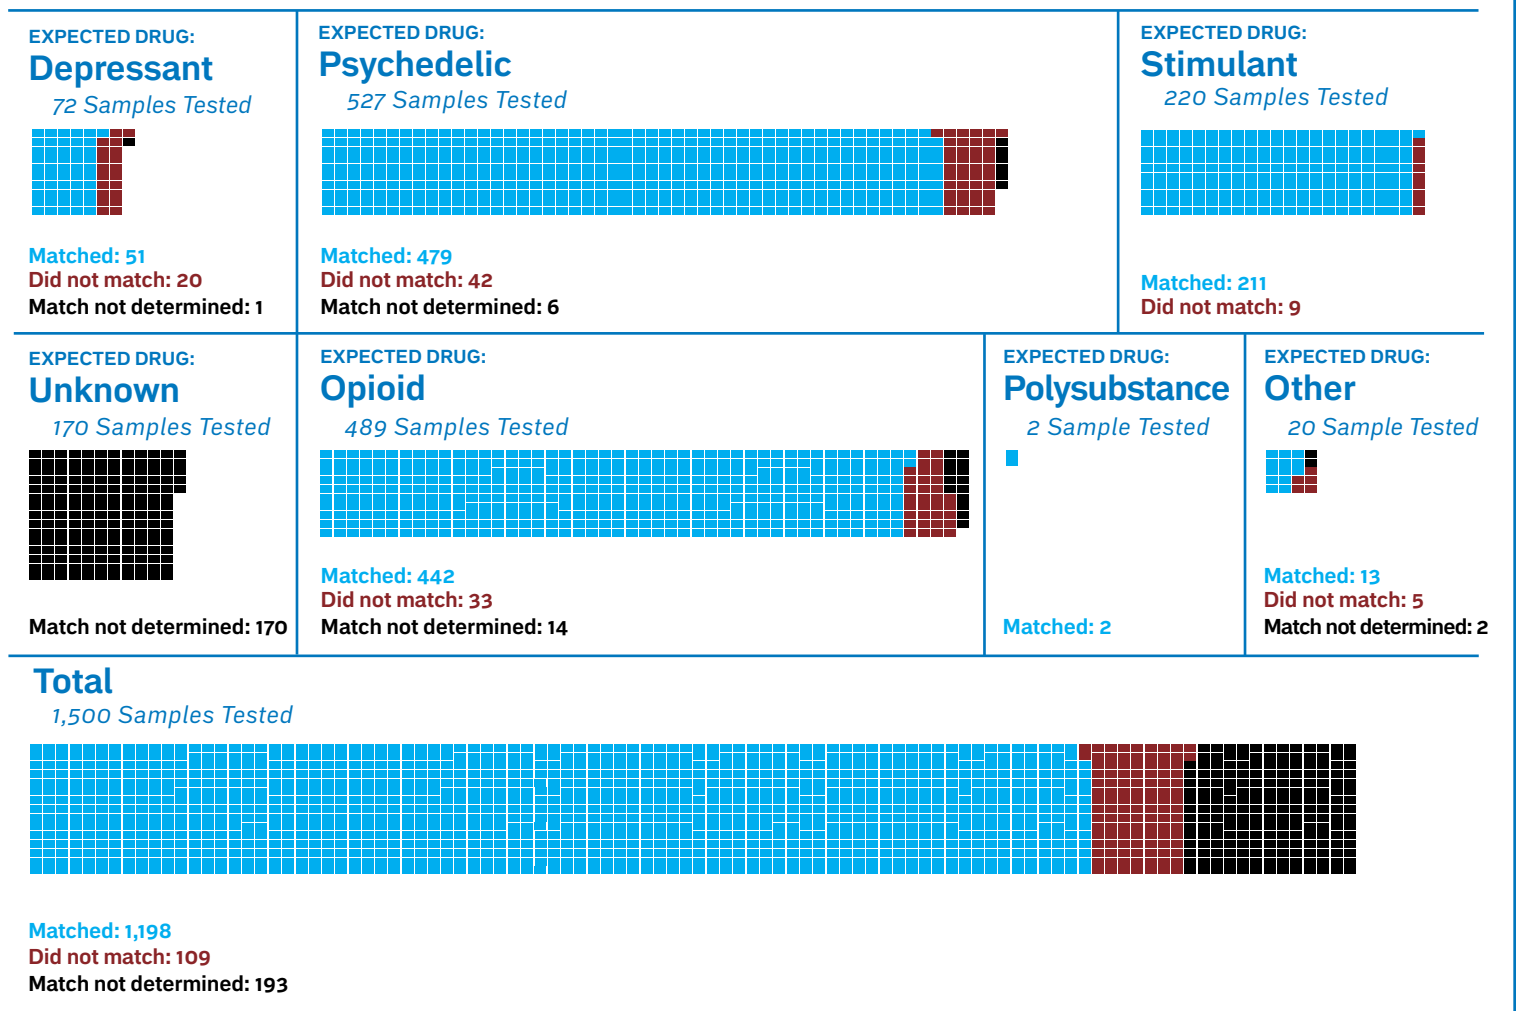 EXPECTED DRUG:
Depressant
72 Samples Tested
Matched: 51
Did not match: 20
Match not determined: 1
EXPECTED DRUG:
Psychedelic
527 Samples Tested
Matched: 479
Did not match: 42
Match not determined: 6
EXPECTED DRUG:
Stimulant
220 Samples Tested
Matched: 211
Did not match: 9
EXPECTED DRUG:
Unknown
170 Samples Tested
Match not determined: 170
EXPECTED DRUG:
Opioid
489 Samples Tested
Matched: 442
Did not match: 33
Match not determined: 14
EXPECTED DRUG:
Polysubstance
2 Sample Tested
Matched: 2
EXPECTED DRUG:
Other
20 Sample Tested
Matched: 13
Did not match: 5
Match not determined: 2
Total
1,500 Samples Tested
Matched: 1,198
Did not match: 109
Match not determined: 193